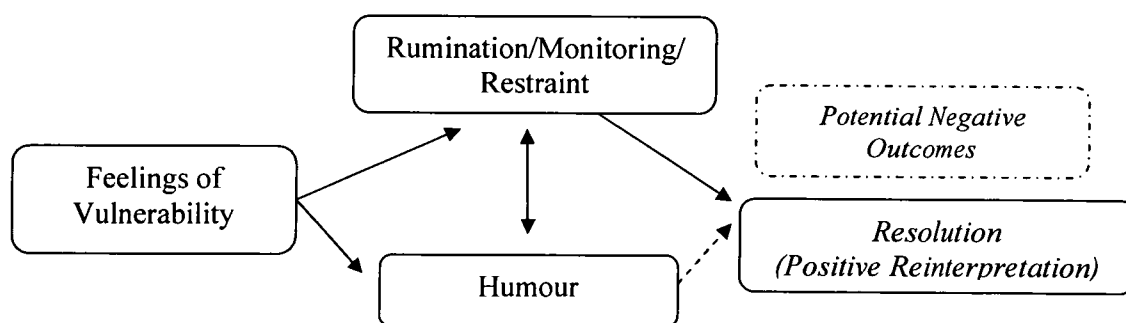 Rumination/Monitoring/
Restraint
Potential Negative
Outcomes
Feelings of
Vulnerability
Resolution
(Positive Reinterpretation)
Humour